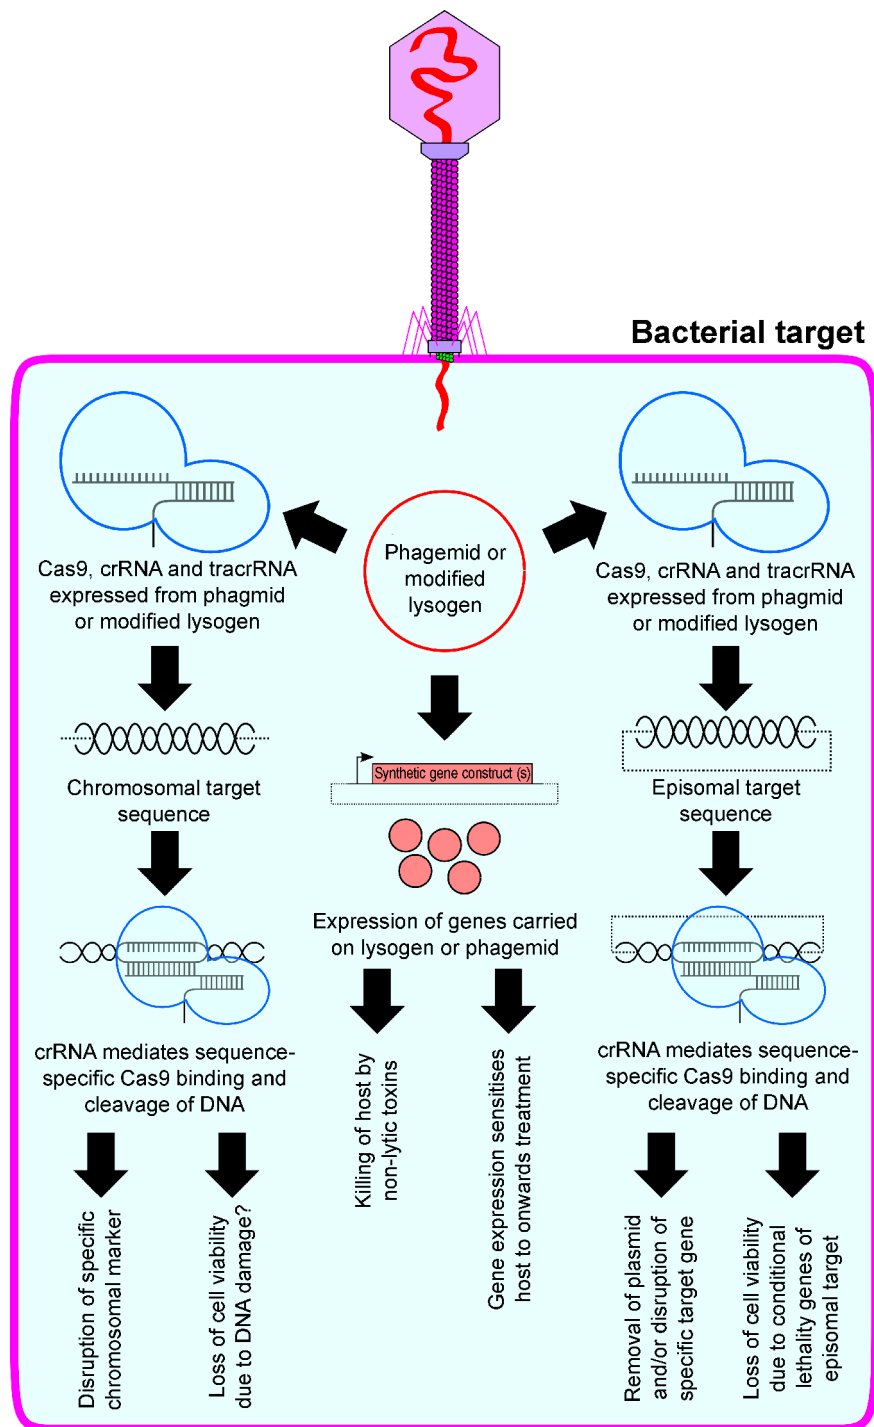 Bacterial target
Cas9, crRNA and tracrRNA
expressed from phagmid
or modified lysogen
Chromosomal target
sequence
crRNA mediates sequence-
specific Cas9 binding and
cleavage of DNA
Disruption of specific
chromosomal marker
Loss of cell viability
due to DNA damage?
Phagemid or
modified
lysogen
Synthetic gene construct (s)
Expression of genes carried
on lysogen or phagemid
Killing of host by
non-lytic toxins
Gene expression sensitises
host to onwards treatment
Cas9, crRNA and tracrRNA
expressed from phagmid
or modified lysogen
Episomal target
sequence
crRNA mediates sequence-
specific Cas9 binding and
cleavage of DNA
Removal of plasmid
and/or disruption of
specific target gene
Loss of cell viability
due to conditional
lethality genes of
episomal target